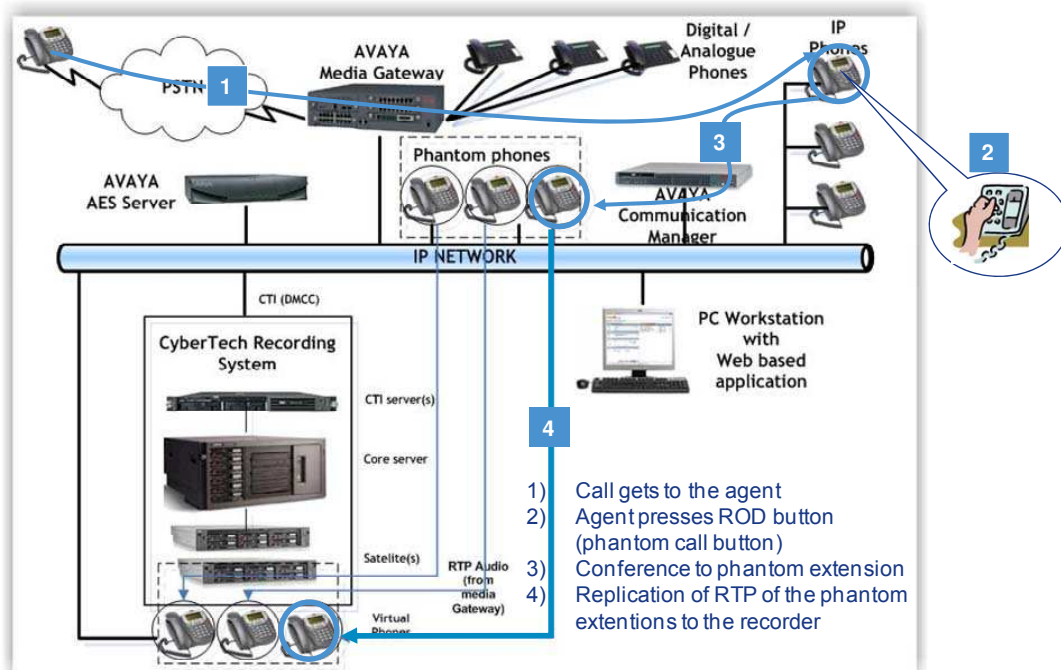 AVAYA
Media Gateway
Digital /
Analogue
Phones
IP
Phones
PSTN
1
3
2
Phantom phones
AVAYA
AES Server
AVAYA
Communication
Manager
IP NETWORK
CTI (DMCC)
CyberTech Recording
System
CTI server(s)
Core server
Satelite(s)
RTP Audio
(from
media
Gateway)
Virtual
Phones
PC Workstation
with
Web based
application
4
1) Call gets to the agent
2) Agent presses ROD button
(phantom call button)
3) Conference to phantom extension
4) Replication of RTP of the phantom
extentions to the recorder